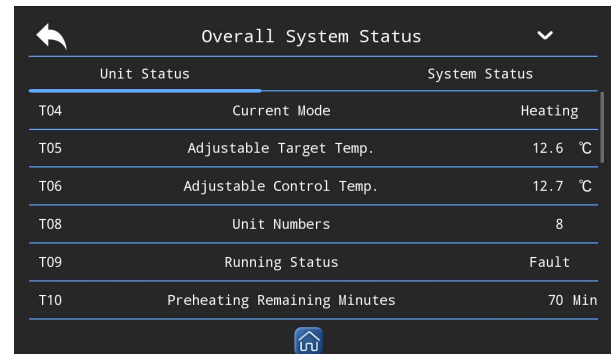 Overall System Status
Unit Status System Status
T04 Current Mode Heating
T05 Adjustable Target Temp. 12.6 ℃
T06 Adjustable Control Temp. 12.7 ℃
T08 Unit Numbers 8
T09 Running Status Fault
T10 Preheating Remaining Minutes 70 Min